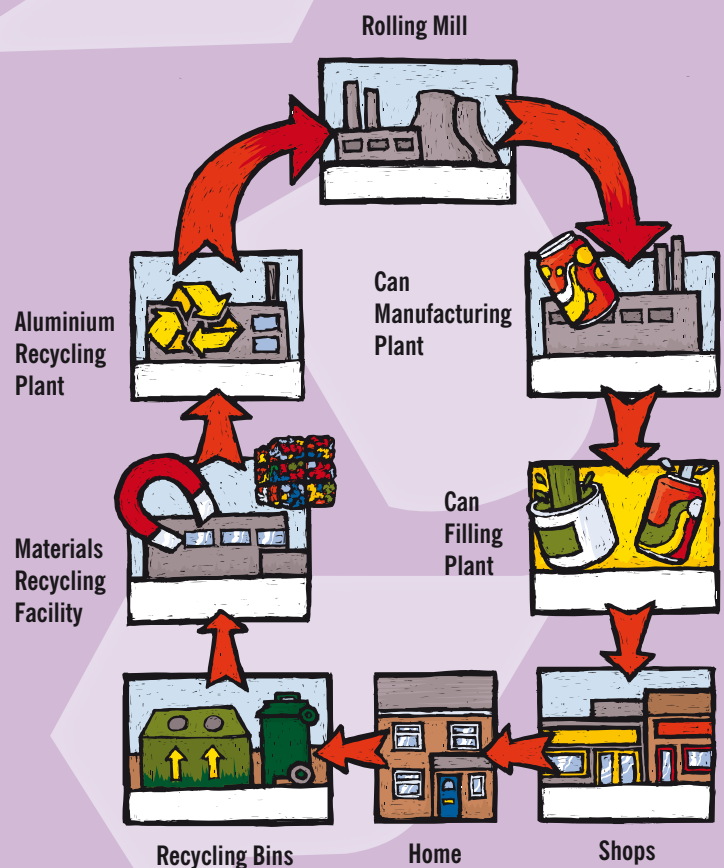 Rolling Mill
Can
Manufacturing
Plant
Can
Filling
Plant
Shops
Home
Recycling Bins
Materials
Recycling
Facility
Aluminium
Recycling
Plant